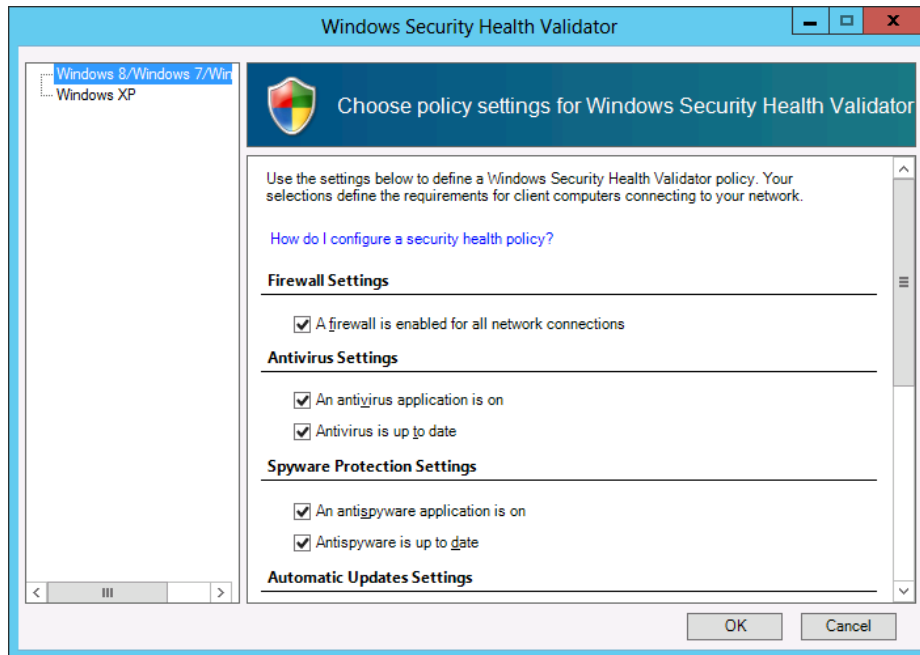 Windows Security Health Validator
Windows 8/Windows 7/Win
Windows XP
Choose policy settings for Windows Security Health Validator
Use the settings below to define a Windows Security Health Validator policy. Your
selections define the requirements for client computers connecting to your network.
How do I configure a security health policy?
Firewall Settings
A firewall is enabled for all network connections
Antivirus Settings
An antivirus application is on
Antivirus is up to date
Spyware Protection Settings
An antispyware application is on
Antispyware is up to date
Automatic Updates Settings
OK
Cancel